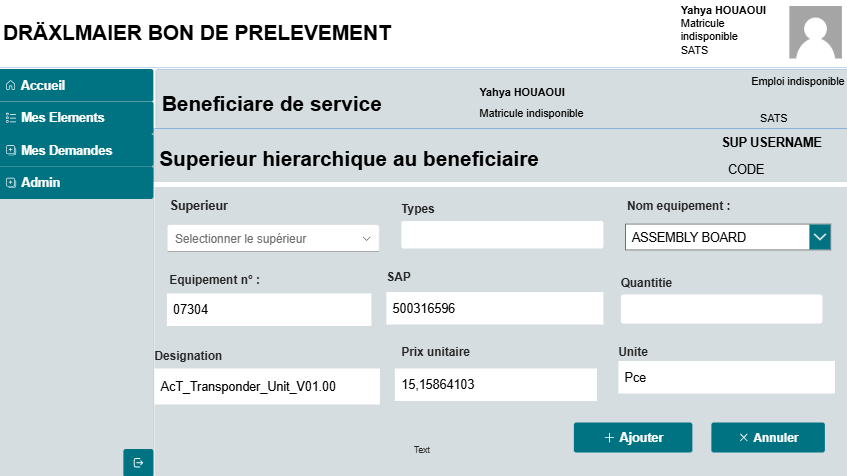 DRÄXLMAIER BON DE PRELEVEMENT
Yahya HOUAOUI
Matricule
indisponible
SATS
Accueil
Mes Elements
Mes Demandes
Admin
Beneficiare de service
Yahya HOUAOUI
Matricule indisponible
Emploi indisponible
SATS
Superieur hierarchique au beneficiaire
SUP USERNAME
CODE
Superieur
Types
Nom equipement :
Selectionner le supérieur
ASSEMBLY BOARD
Equipement n° :
SAP
Quantitie
07304
500316596
Designation
Prix unitaire
Unite
AcT_Transponder_Unit_V01.00
15,15864103
Pce
Ajouter
Annuler
Text